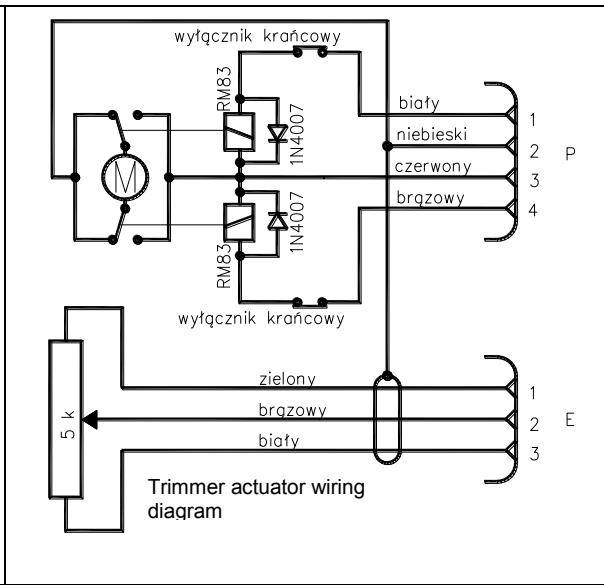 wyłącznik krańcowy
RM83
1N4007
biały
1
niebieski
2
P
czerwony
3
M
brązowy
4
RM83
1N4007
wyłącznik krańcowy
zielony
1
5 k
brązowy
2
E
biały
3
Trimmer actuator wiring
diagram